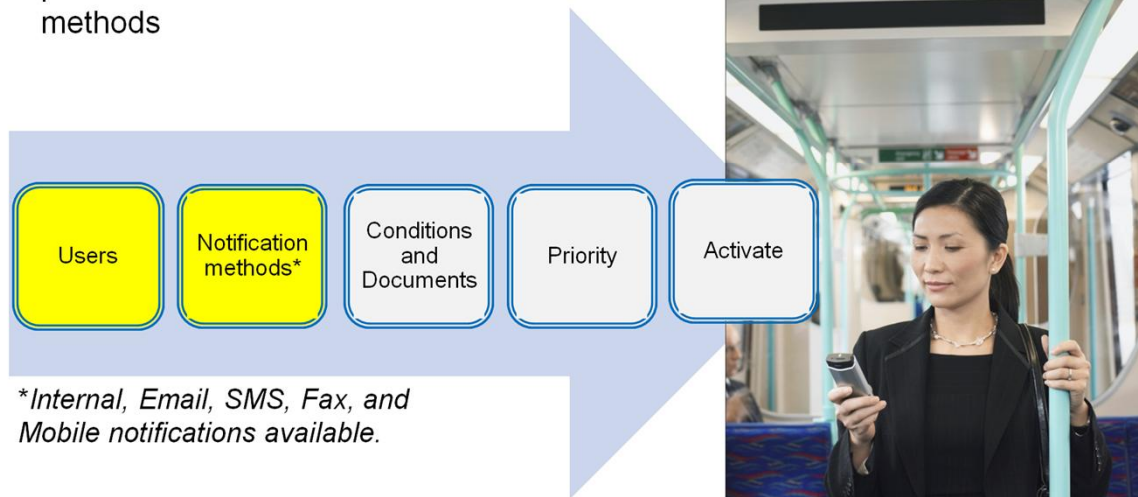 methods
Users
Notification
methods*
Conditions
and
Documents
Priority
Activate
*Internal, Email, SMS, Fax, and
Mobile notifications available.